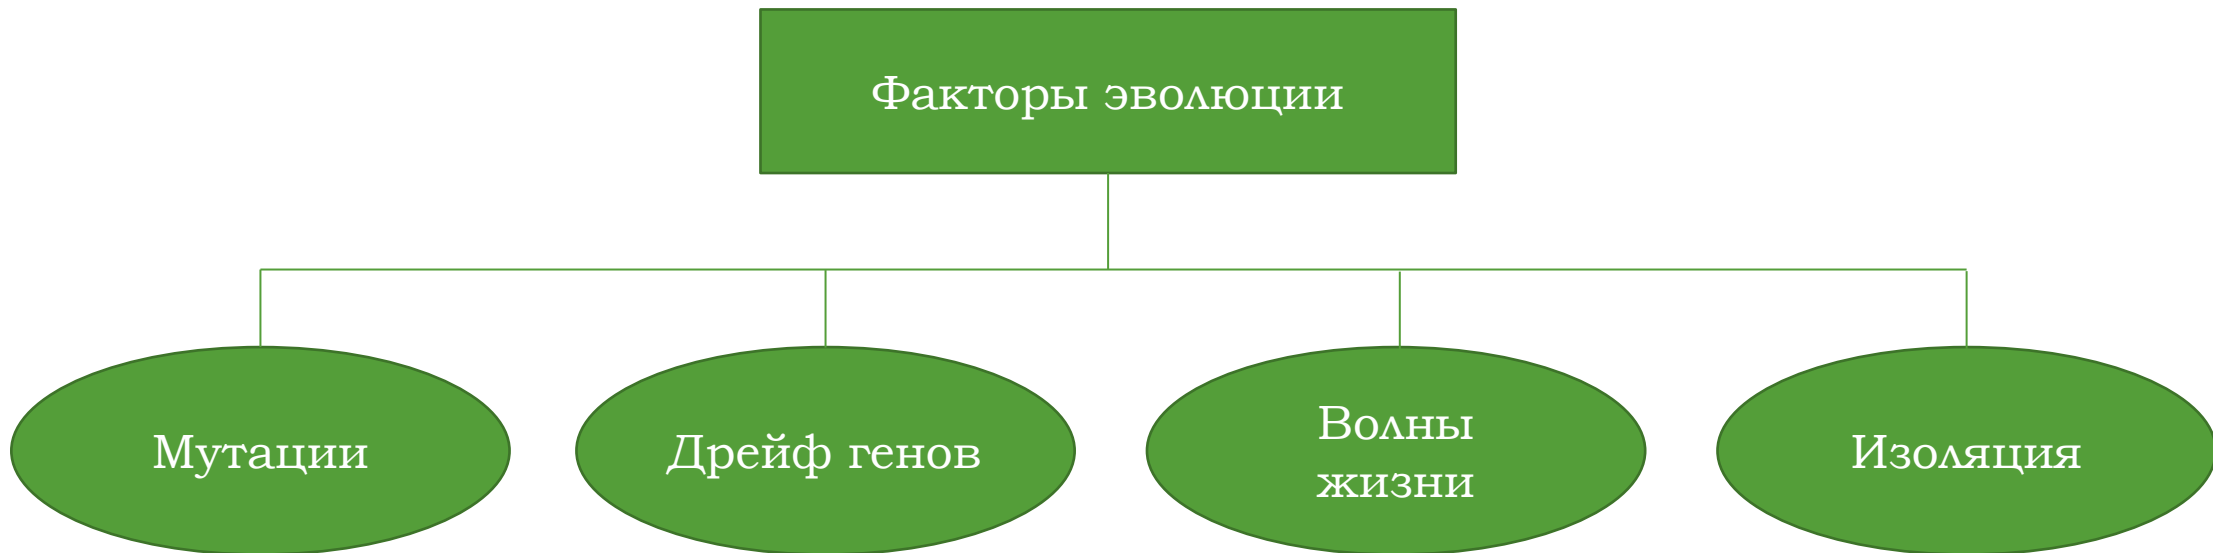 Факторы эволюции
Мутации
Дрейф генов
Волны
жизни
Изоляция